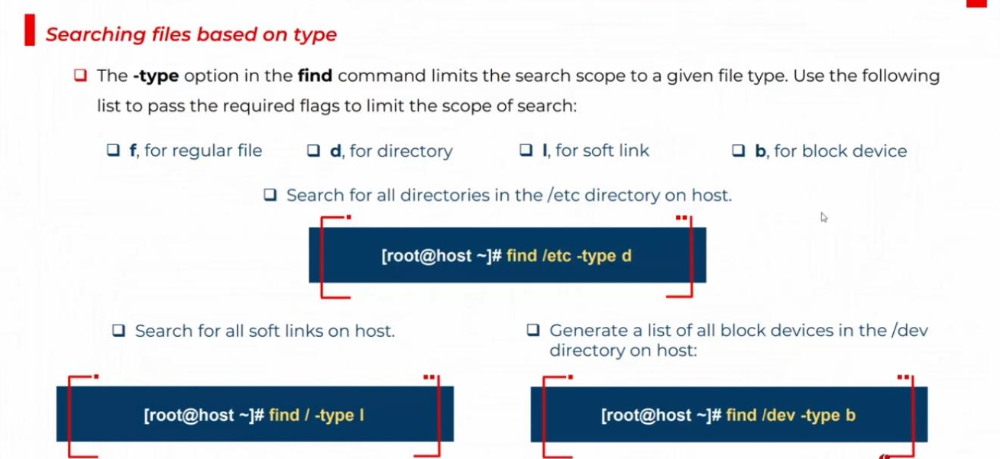 Searching files based on type
The -type option in the find command limits the search scope to a given file type. Use the following
list to pass the required flags to limit the scope of search:
f, for regular file
d, for directory
l, for soft link
b, for block device
Search for all directories in the /etc directory on host.
[root@host ~]# find /etc -type d
Search for all soft links on host.
[root@host ~]# find / -type l
Generate a list of all block devices in the /dev
directory on host:
[root@host ~]# find /dev -type b